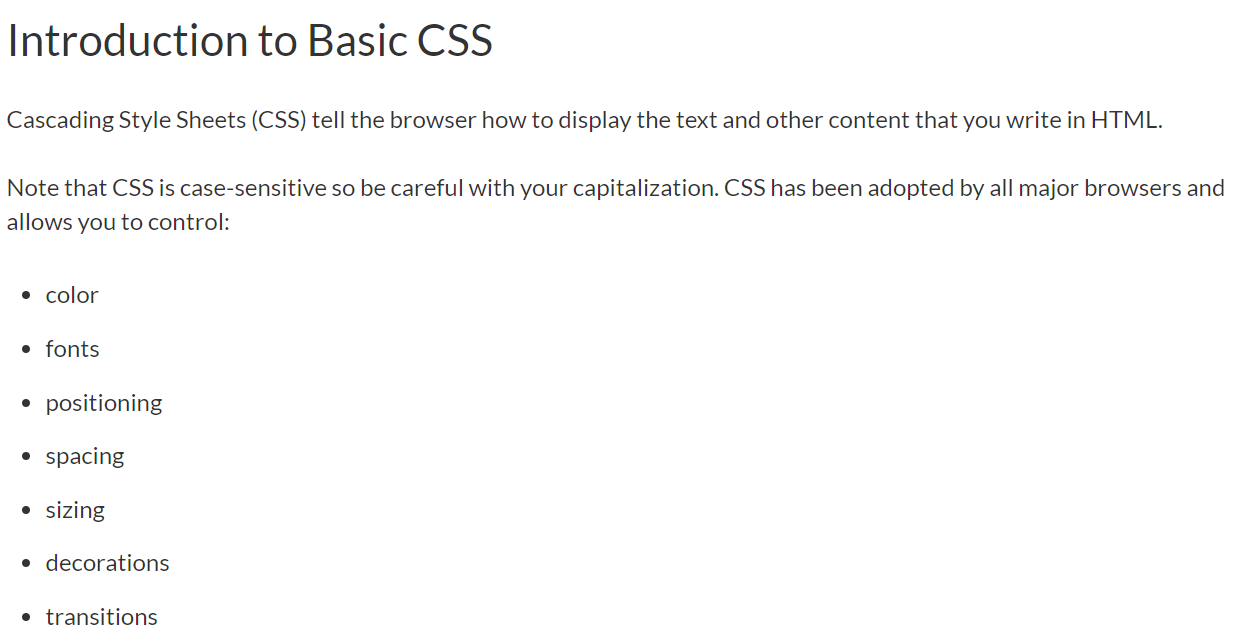 Introduction to Basic CSS
Cascading Style Sheets (CSS) tell the browser how to display the text and other content that you write in HTML.
Note that CSS is case-sensitive so be careful with your capitalization. CSS has been adopted by all major browsers and
allows you to control:
• color
• fonts
• positioning
• spacing
• sizing
• decorations
• transitions